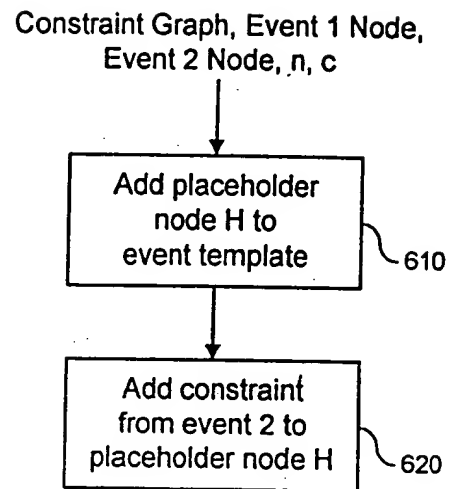 Constraint Graph, Event 1 Node,
Event 2 Node, n, c
Add placeholder
node H to
event template
610
Add constraint
from event 2 to
placeholder node H
620